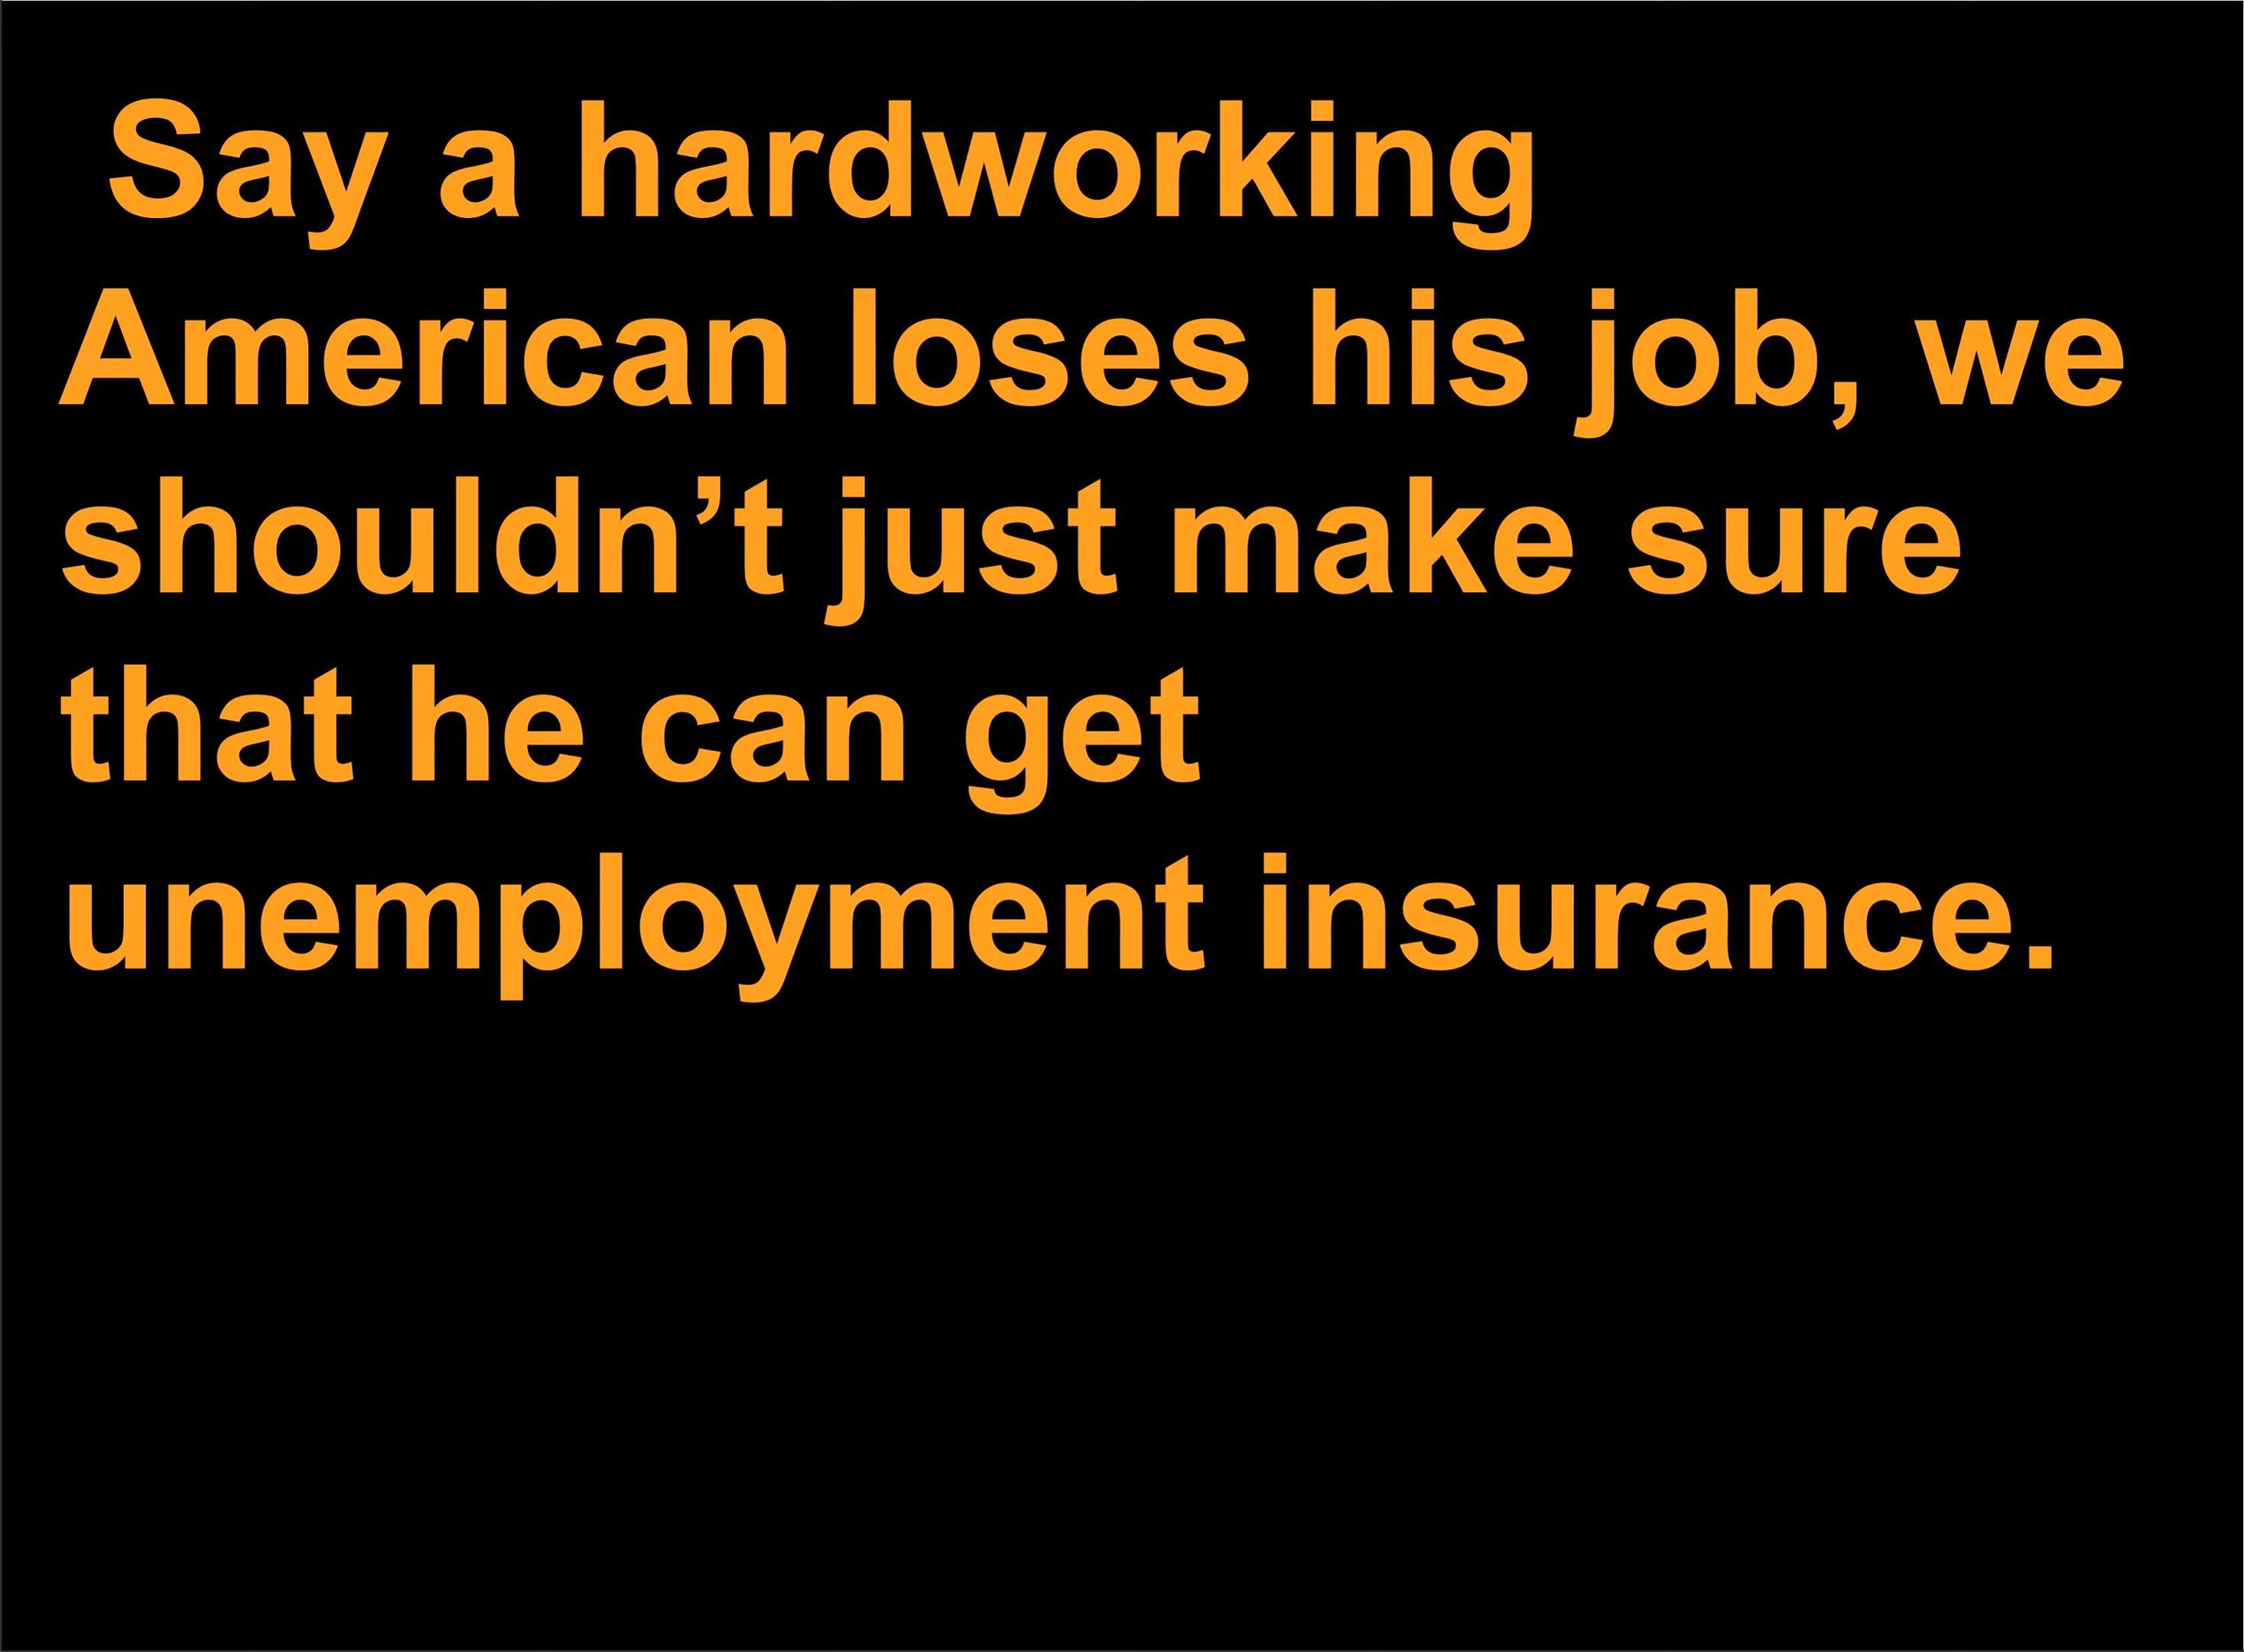 Say a hardworking
American loses his job, we
shouldn’t just make sure
that he can get
unemployment insurance.